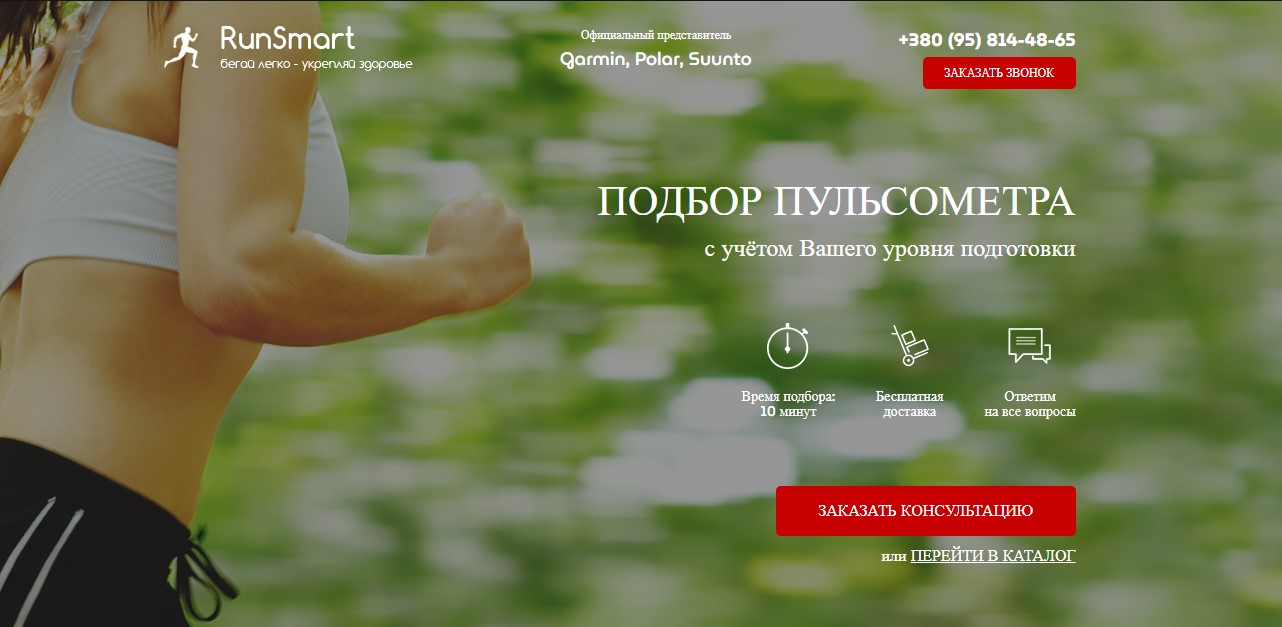 RunSmart
бегай легко - укрепляй здоровье
Официальный представитель
Garmin, Polar, Suunto
+380 (95) 814-48-65
ЗАКАЗАТЬ ЗВОНОК
ПОДБОР ПУЛЬСОМЕТРА
с учётом Вашего уровня подготовки
Время подбора:
10 минут
Бесплатная
доставка
Ответим
на все вопросы
ЗАКАЗАТЬ КОНСУЛЬТАЦИЮ
или ПЕРЕЙТИ В КАТАЛОГ